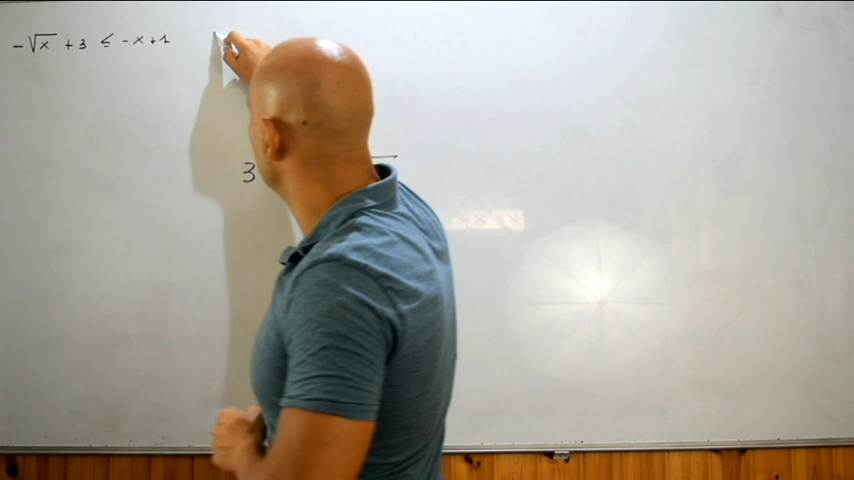 -√x + 3 ≤ -x+1
3